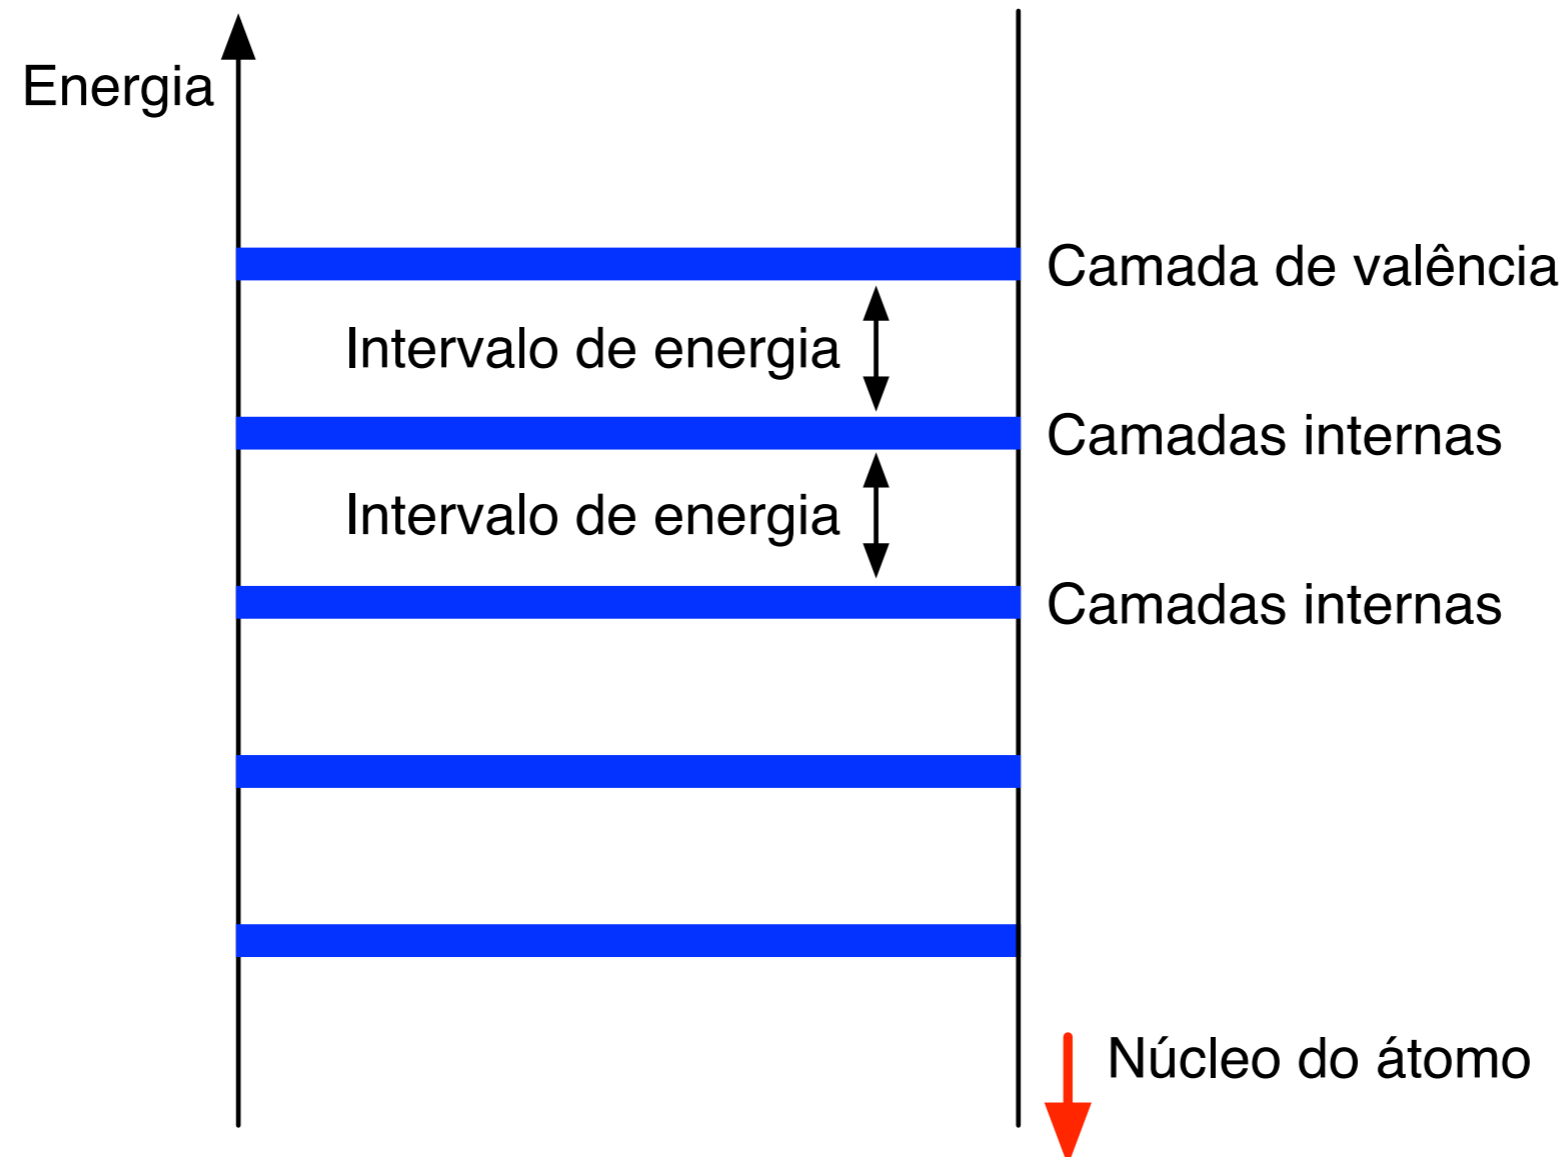 Energia
Camada de valência
Intervalo de energia
Camadas internas
Intervalo de energia
Camadas internas
Núcleo do átomo